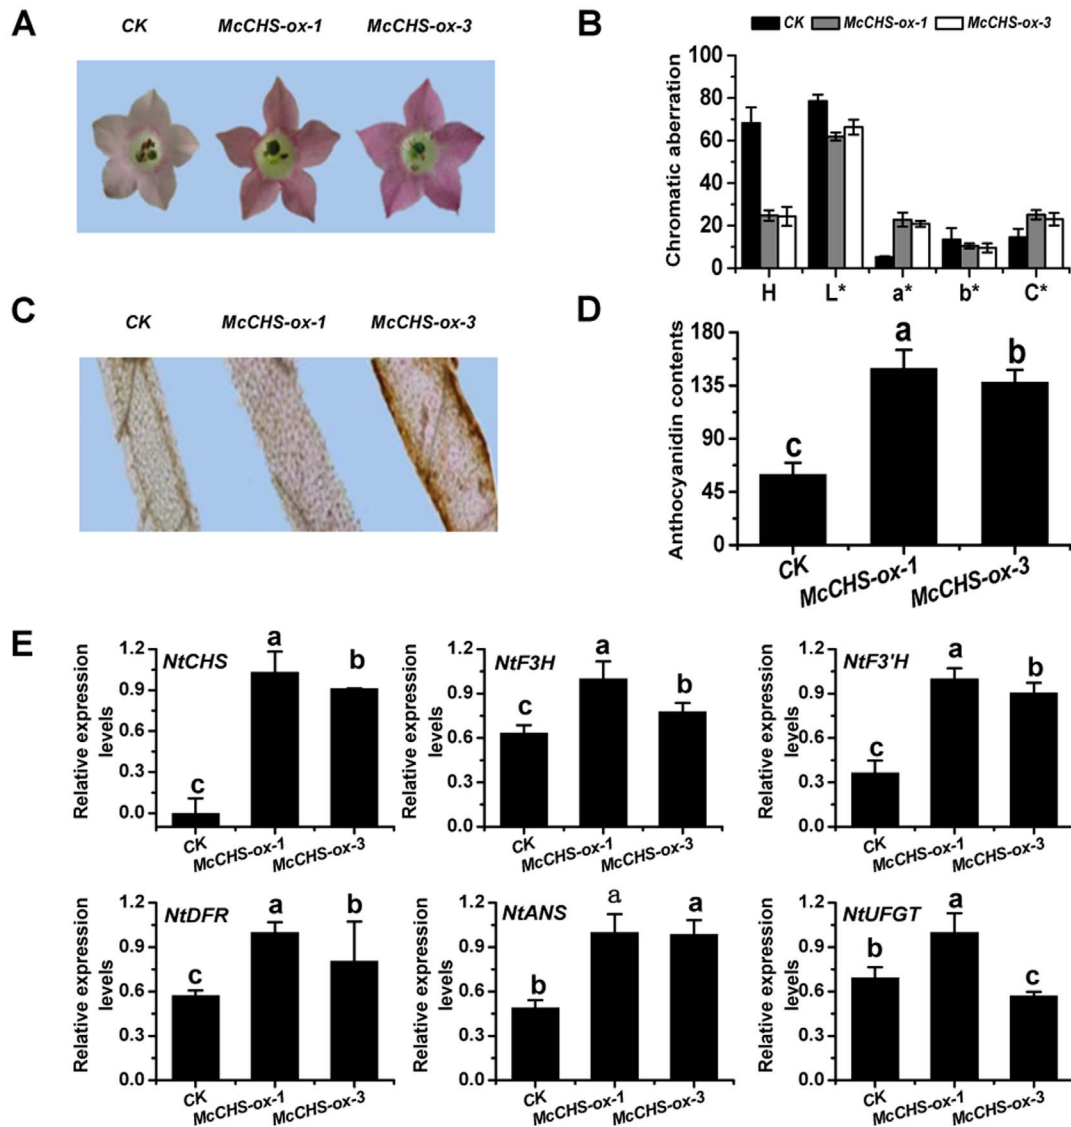 A
CK McCHS-ox-1 McCHS-ox-3
B
CK McCHS-ox-1 McCHS-ox-3
Chromatic aberration
100
80
60
40
20
0
H L* a* b* C*
C
CK McCHS-ox-1 McCHS-ox-3
D
Anthocyanidin contents
180
135
90
45
0
c a b
CK McCHS-ox-1 McCHS-ox-3
E
NtCHS
Relative expression
levels
1.2
0.9
0.6
0.3
0.0
c a b
CK McCHS-ox-1 McCHS-ox-3
NtF3H
Relative expression
levels
1.2
0.9
0.6
0.3
0.0
c a b
CK McCHS-ox-1 McCHS-ox-3
NtF3'H
Relative expression
levels
1.2
0.9
0.6
0.3
0.0
c a b
CK McCHS-ox-1 McCHS-ox-3
NtDFR
Relative expression
levels
1.2
0.9
0.6
0.3
0.0
c a b
CK McCHS-ox-1 McCHS-ox-3
NtANS
Relative expression
levels
1.2
0.9
0.6
0.3
0.0
b a a
CK McCHS-ox-1 McCHS-ox-3
NtUFGT
Relative expression
levels
1.2
0.9
0.6
0.3
0.0
b a c
CK McCHS-ox-1 McCHS-ox-3